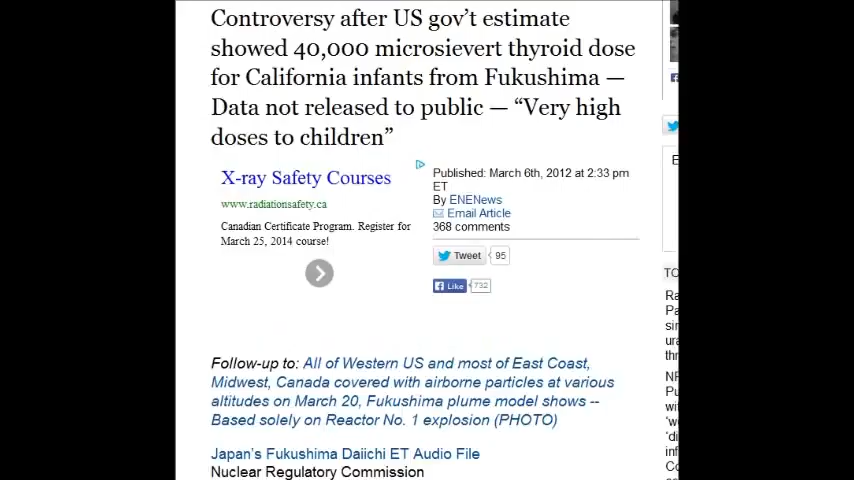 Controversy after US gov’t estimate
showed 40,000 microsievert thyroid dose
for California infants from Fukushima —
Data not released to public — “Very high
doses to children”
X-ray Safety Courses
www.radiationsafety.ca
Canadian Certificate Program. Register for
March 25, 2014 course!
Published: March 6th, 2012 at 2:33 pm
ET
By ENENews
Email Article
368 comments
Tweet 95
Like 732
Follow-up to: All of Western US and most of East Coast,
Midwest, Canada covered with airborne particles at various
altitudes on March 20, Fukushima plume model shows --
Based solely on Reactor No. 1 explosion (PHOTO)
Japan’s Fukushima Daiichi ET Audio File
Nuclear Regulatory Commission